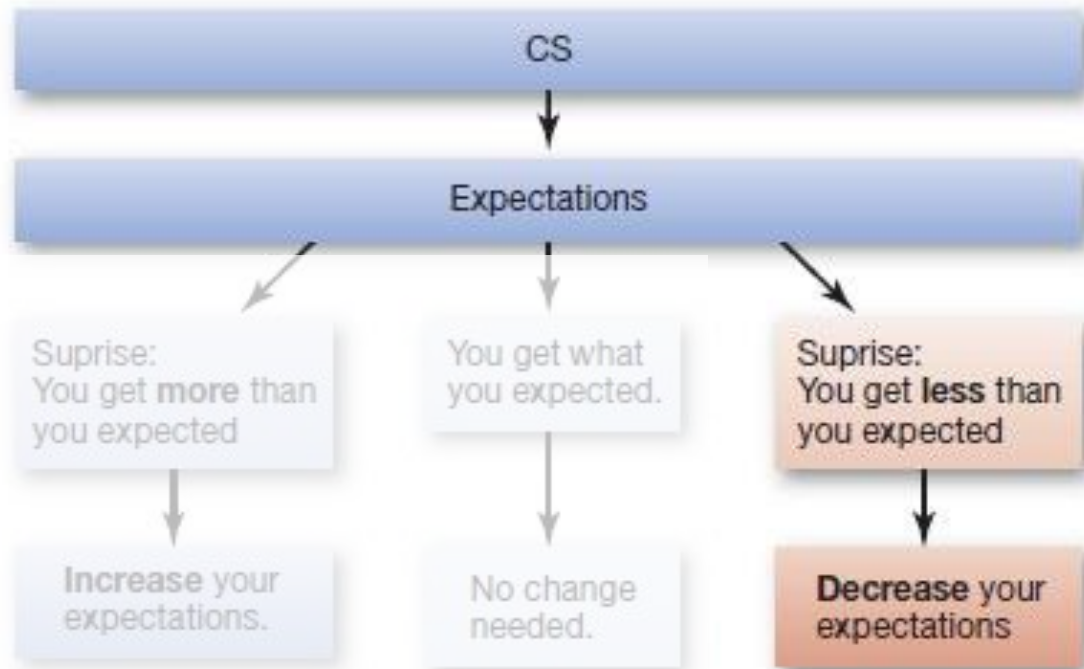 CS
Expectations
Suprise:
You get more than
you expected
You get what
you expected.
Suprise:
You get less than
you expected
Increase your
expectations.
No change
needed.
Decrease your
expectations